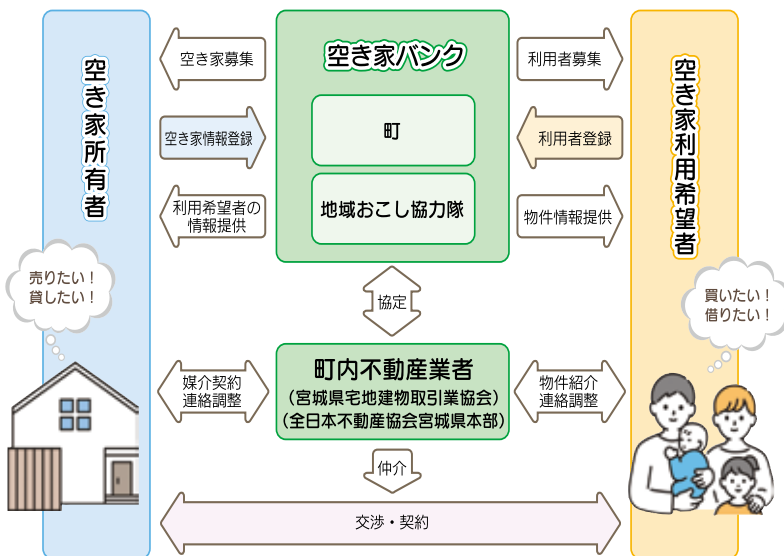 空き家所有者
売りたい！
貸したい！
空き家募集
空き家情報登録
利用希望者の
情報提供
空き家バンク
町
地域おこし協力隊
利用者募集
利用者登録
物件情報提供
空き家利用希望者
買いたい！
借りたい！
協定
媒介契約
連絡調整
町内不動産業者
（宮城県宅地建物取引業協会）
（全日本不動産協会宮城県本部）
物件紹介
連絡調整
仲介
交渉・契約